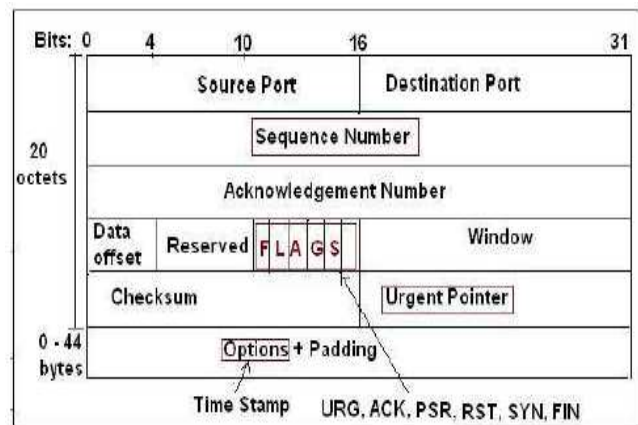 Bits: 0 4 10 16 31
Source Port Destination Port
Sequence Number
20
octets
Acknowledgement Number
Data
offset
Reserved
F L A G S
Window
Checksum
Urgent Pointer
0 - 44
bytes
Options + Padding
Time Stamp
URG, ACK, PSR, RST, SYN, FIN